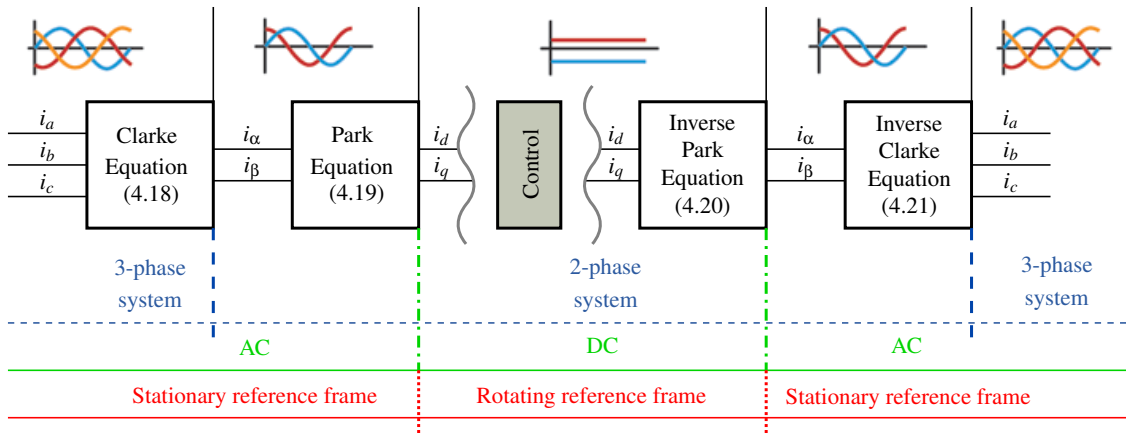 i_a
i_b
i_c
Clarke
Equation
(4.18)
i_α
i_β
Park
Equation
(4.19)
i_d
i_q
Control
i_d
i_q
Inverse
Park
Equation
(4.20)
i_α
i_β
Inverse
Clarke
Equation
(4.21)
i_a
i_b
i_c
3-phase
system
2-phase
system
3-phase
system
AC
DC
AC
Stationary reference frame
Rotating reference frame
Stationary reference frame